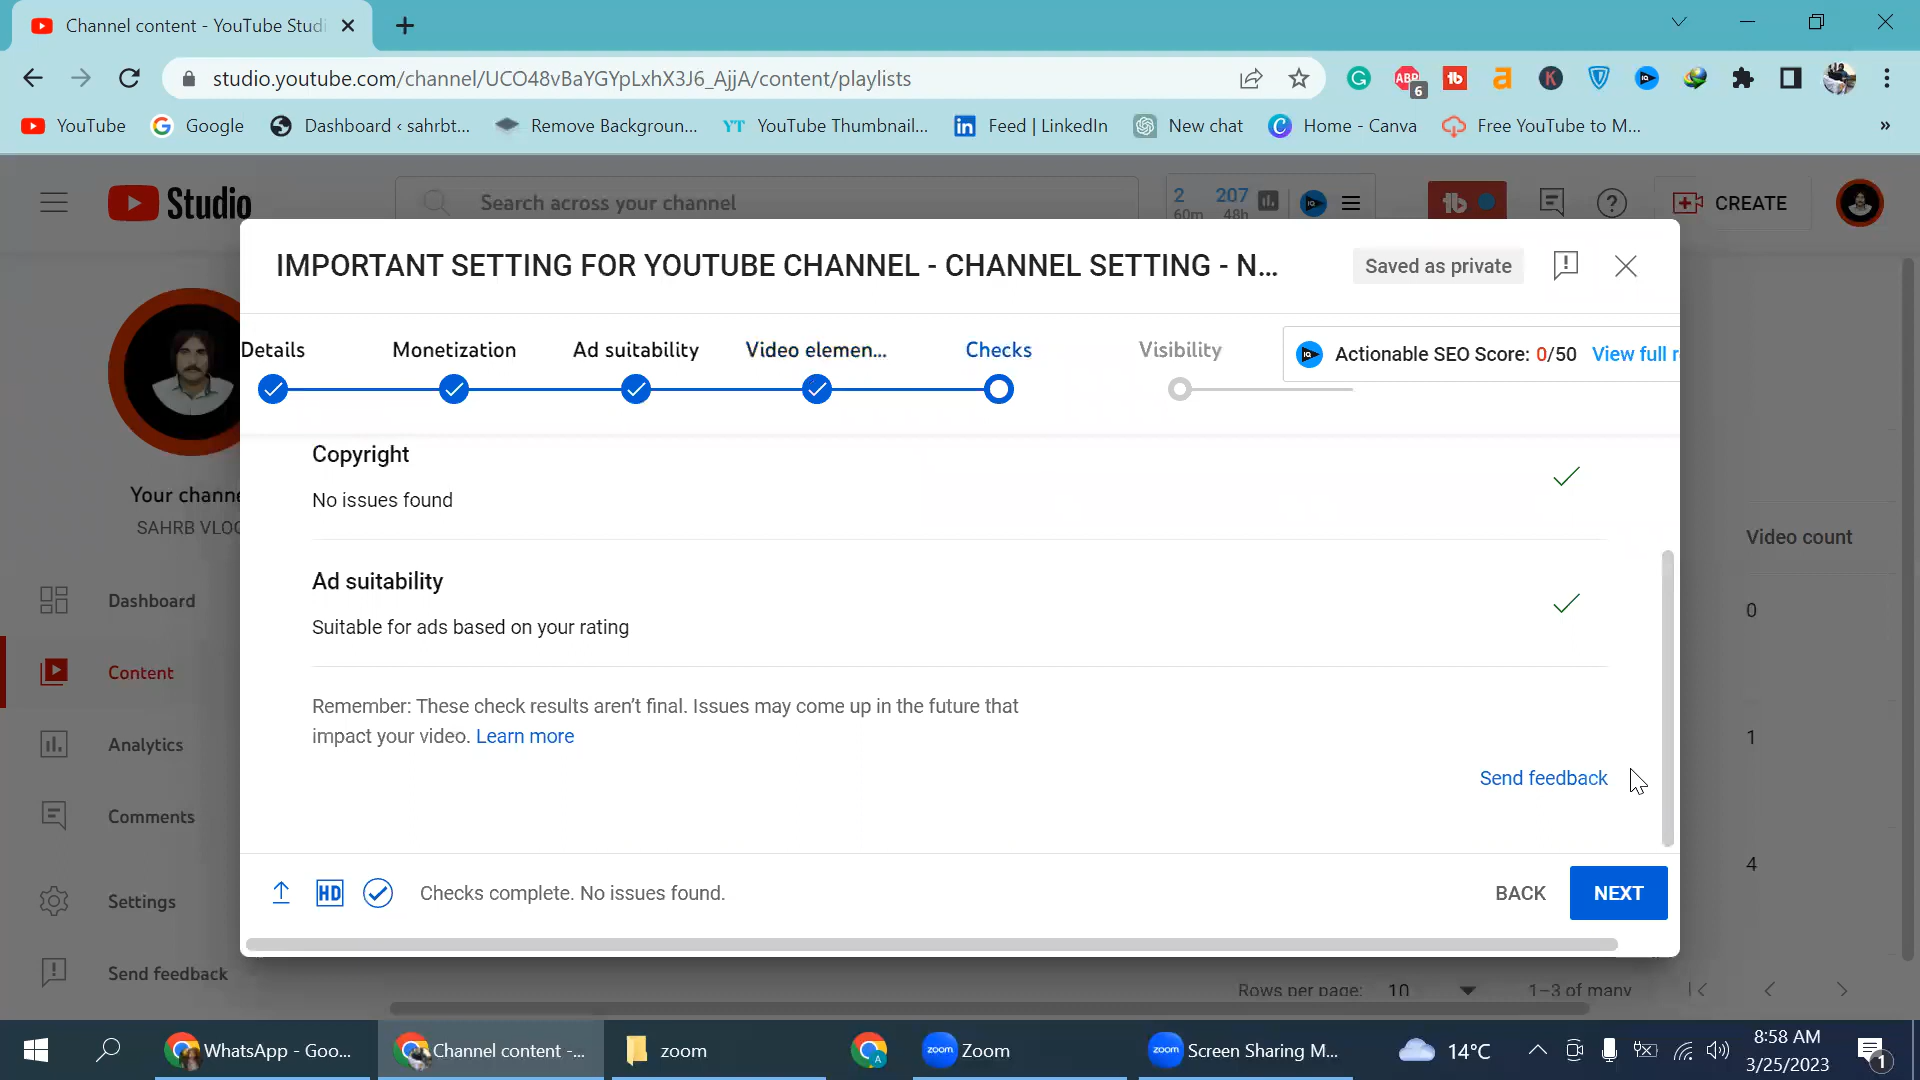 Channel content - YouTube Studi
studio.youtube.com/channel/UCO48vBaYGYpLxhX3J6_AjjA/content/playlists
ABP
6
YouTube
Google
Dashboard ‹ sahrbt...
Remove Backgroun...
YT YouTube Thumbnail...
Feed | LinkedIn
New chat
Home - Canva
Free YouTube to M...
»
Studio
Search across your channel
2
60m
207
48h
CREATE
IMPORTANT SETTING FOR YOUTUBE CHANNEL - CHANNEL SETTING - N...
Saved as private
Details
Monetization
Ad suitability
Video elemen...
Checks
Visibility
Actionable SEO Score: 0/50
View full r
Copyright
No issues found
Ad suitability
Suitable for ads based on your rating
Remember: These check results aren’t final. Issues may come up in the future that
impact your video. Learn more
Send feedback
HD
Checks complete. No issues found.
BACK
NEXT
Your channe
SAHRB VLOG
Dashboard
Content
Analytics
Comments
Settings
Send feedback
Video count
0
1
4
Rows per page:
10
1–3 of many
WhatsApp - Goo...
Channel content -...
zoom
Zoom
Screen Sharing M...
14°C
8:58 AM
3/25/2023
1